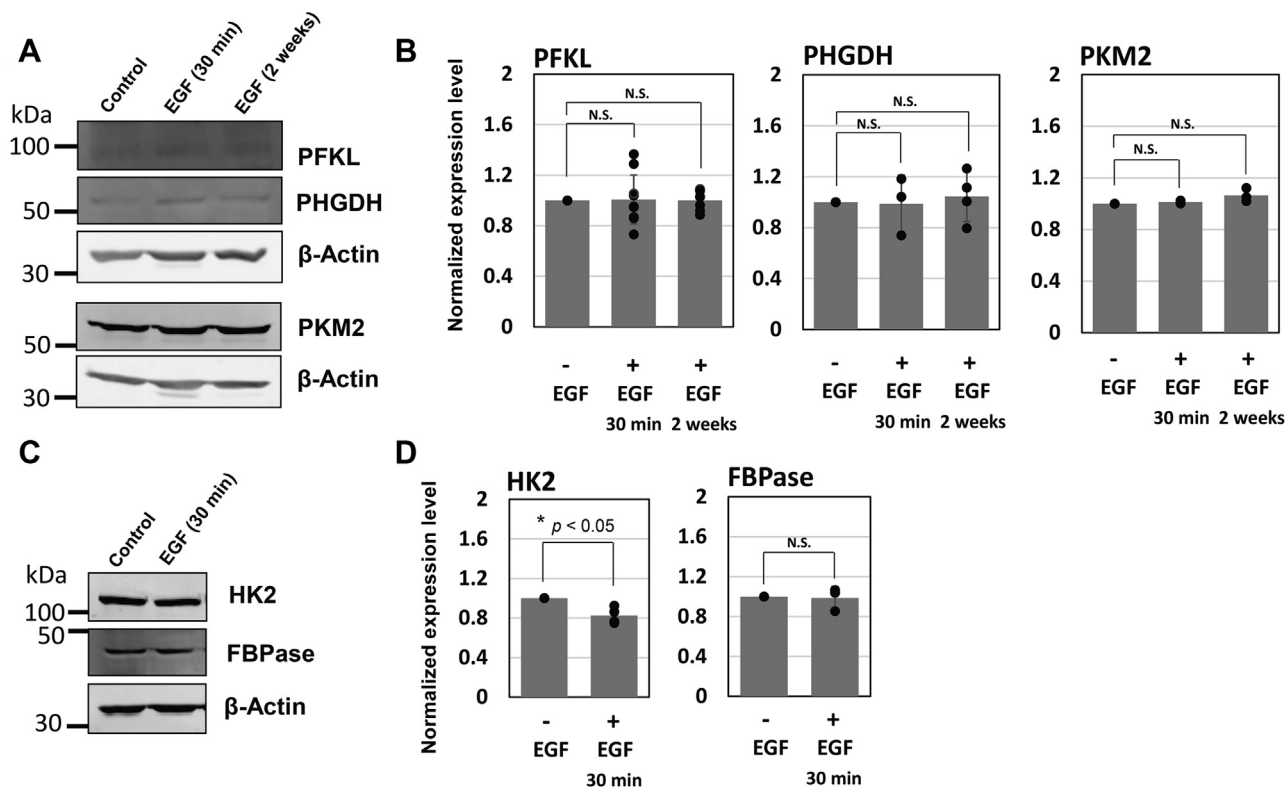 A
Control
EGF (30 min)
EGF (2 weeks)
kDa
100
PFKL
PHGDH
50
β-Actin
30
PKM2
50
β-Actin
30
B
Normalized expression level
PFKL
2
1.6
1.2
0.8
0.4
0
N.S.
N.S.
- + +
EGF EGF EGF
30 min 2 weeks
PHGDH
2
1.6
1.2
0.8
0.4
0
N.S.
N.S.
- + +
EGF EGF EGF
30 min 2 weeks
PKM2
2
1.6
1.2
0.8
0.4
0
N.S.
N.S.
- + +
EGF EGF EGF
30 min 2 weeks
C
Control
EGF (30 min)
kDa
HK2
100
50
FBPase
β-Actin
30
D
Normalized expression level
HK2
2
1.6
1.2
0.8
0.4
0
* p < 0.05
- +
EGF EGF
30 min
FBPase
2
1.6
1.2
0.8
0.4
0
N.S.
- +
EGF EGF
30 min